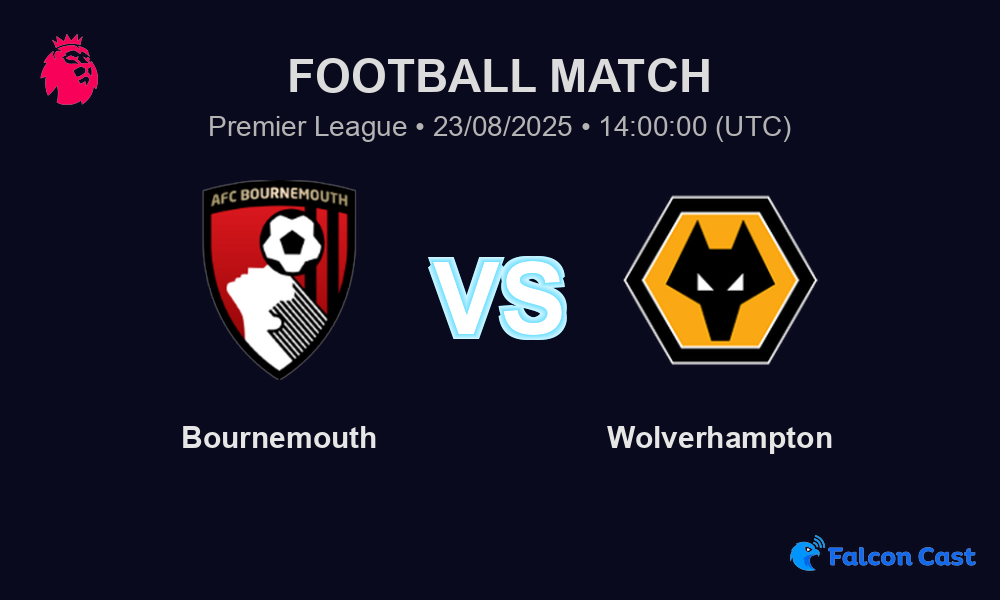 FOOTBALL MATCH
Premier League • 23/08/2025 • 14:00:00 (UTC)
AFC BOURNEMOUTH
VS
Bournemouth
Wolverhampton
Falcon Cast